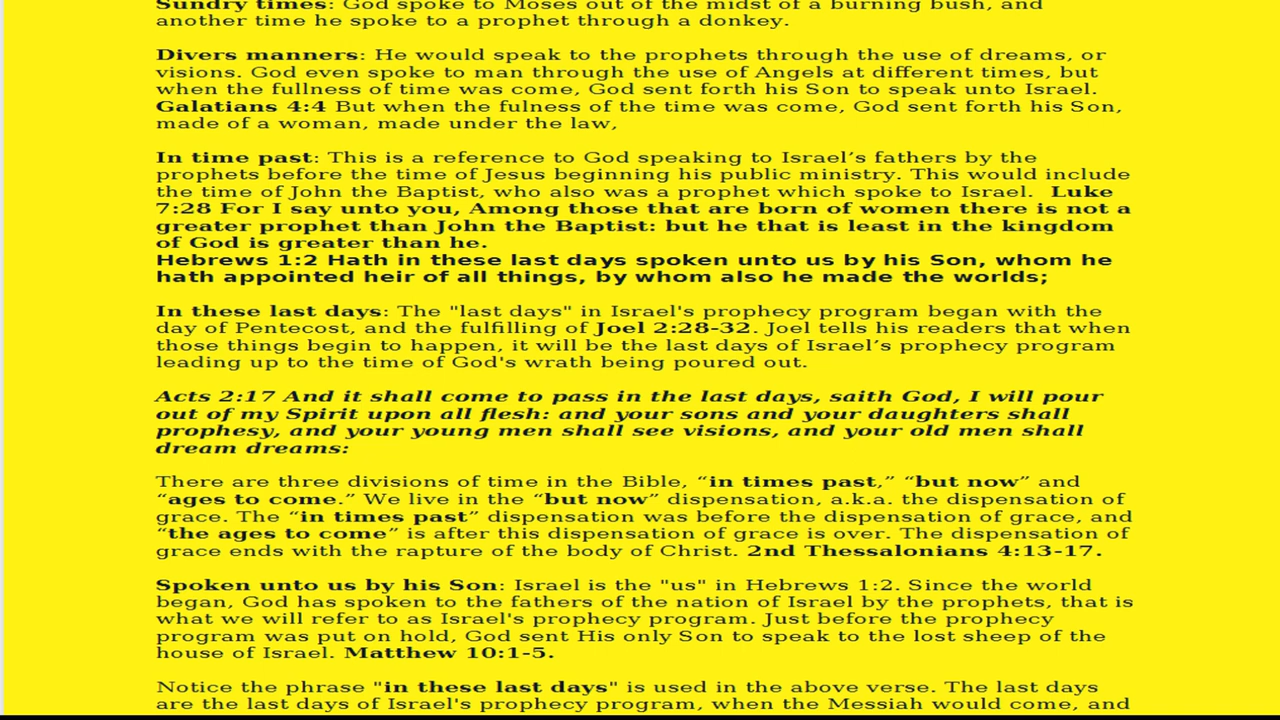 Sundry times: God spoke to Moses out of the midst of a burning bush, and
another time he spoke to a prophet through a donkey.
Divers manners: He would speak to the prophets through the use of dreams, or
visions. God even spoke to man through the use of Angels at different times, but
when the fullness of time was come, God sent forth his Son to speak unto Israel.
Galatians 4:4 But when the fulness of the time was come, God sent forth his Son,
made of a woman, made under the law,
In time past: This is a reference to God speaking to Israel’s fathers by the
prophets before the time of Jesus beginning his public ministry. This would include
the time of John the Baptist, who also was a prophet which spoke to Israel.  Luke
7:28 For I say unto you, Among those that are born of women there is not a
greater prophet than John the Baptist: but he that is least in the kingdom
of God is greater than he.
Hebrews 1:2 Hath in these last days spoken unto us by his Son, whom he
hath appointed heir of all things, by whom also he made the worlds;
In these last days: The "last days" in Israel's prophecy program began with the
day of Pentecost, and the fulfilling of Joel 2:28-32. Joel tells his readers that when
those things begin to happen, it will be the last days of Israel’s prophecy program
leading up to the time of God's wrath being poured out.
Acts 2:17 And it shall come to pass in the last days, saith God, I will pour
out of my Spirit upon all flesh: and your sons and your daughters shall
prophesy, and your young men shall see visions, and your old men shall
dream dreams:
There are three divisions of time in the Bible, “in times past,” “but now” and
“ages to come.” We live in the “but now” dispensation, a.k.a. the dispensation of
grace. The “in times past” dispensation was before the dispensation of grace, and
“the ages to come” is after this dispensation of grace is over. The dispensation of
grace ends with the rapture of the body of Christ. 2nd Thessalonians 4:13-17.
Spoken unto us by his Son: Israel is the "us" in Hebrews 1:2. Since the world
began, God has spoken to the fathers of the nation of Israel by the prophets, that is
what we will refer to as Israel's prophecy program. Just before the prophecy
program was put on hold, God sent His only Son to speak to the lost sheep of the
house of Israel. Matthew 10:1-5.
Notice the phrase "in these last days" is used in the above verse. The last days
are the last days of Israel's prophecy program, when the Messiah would come, and